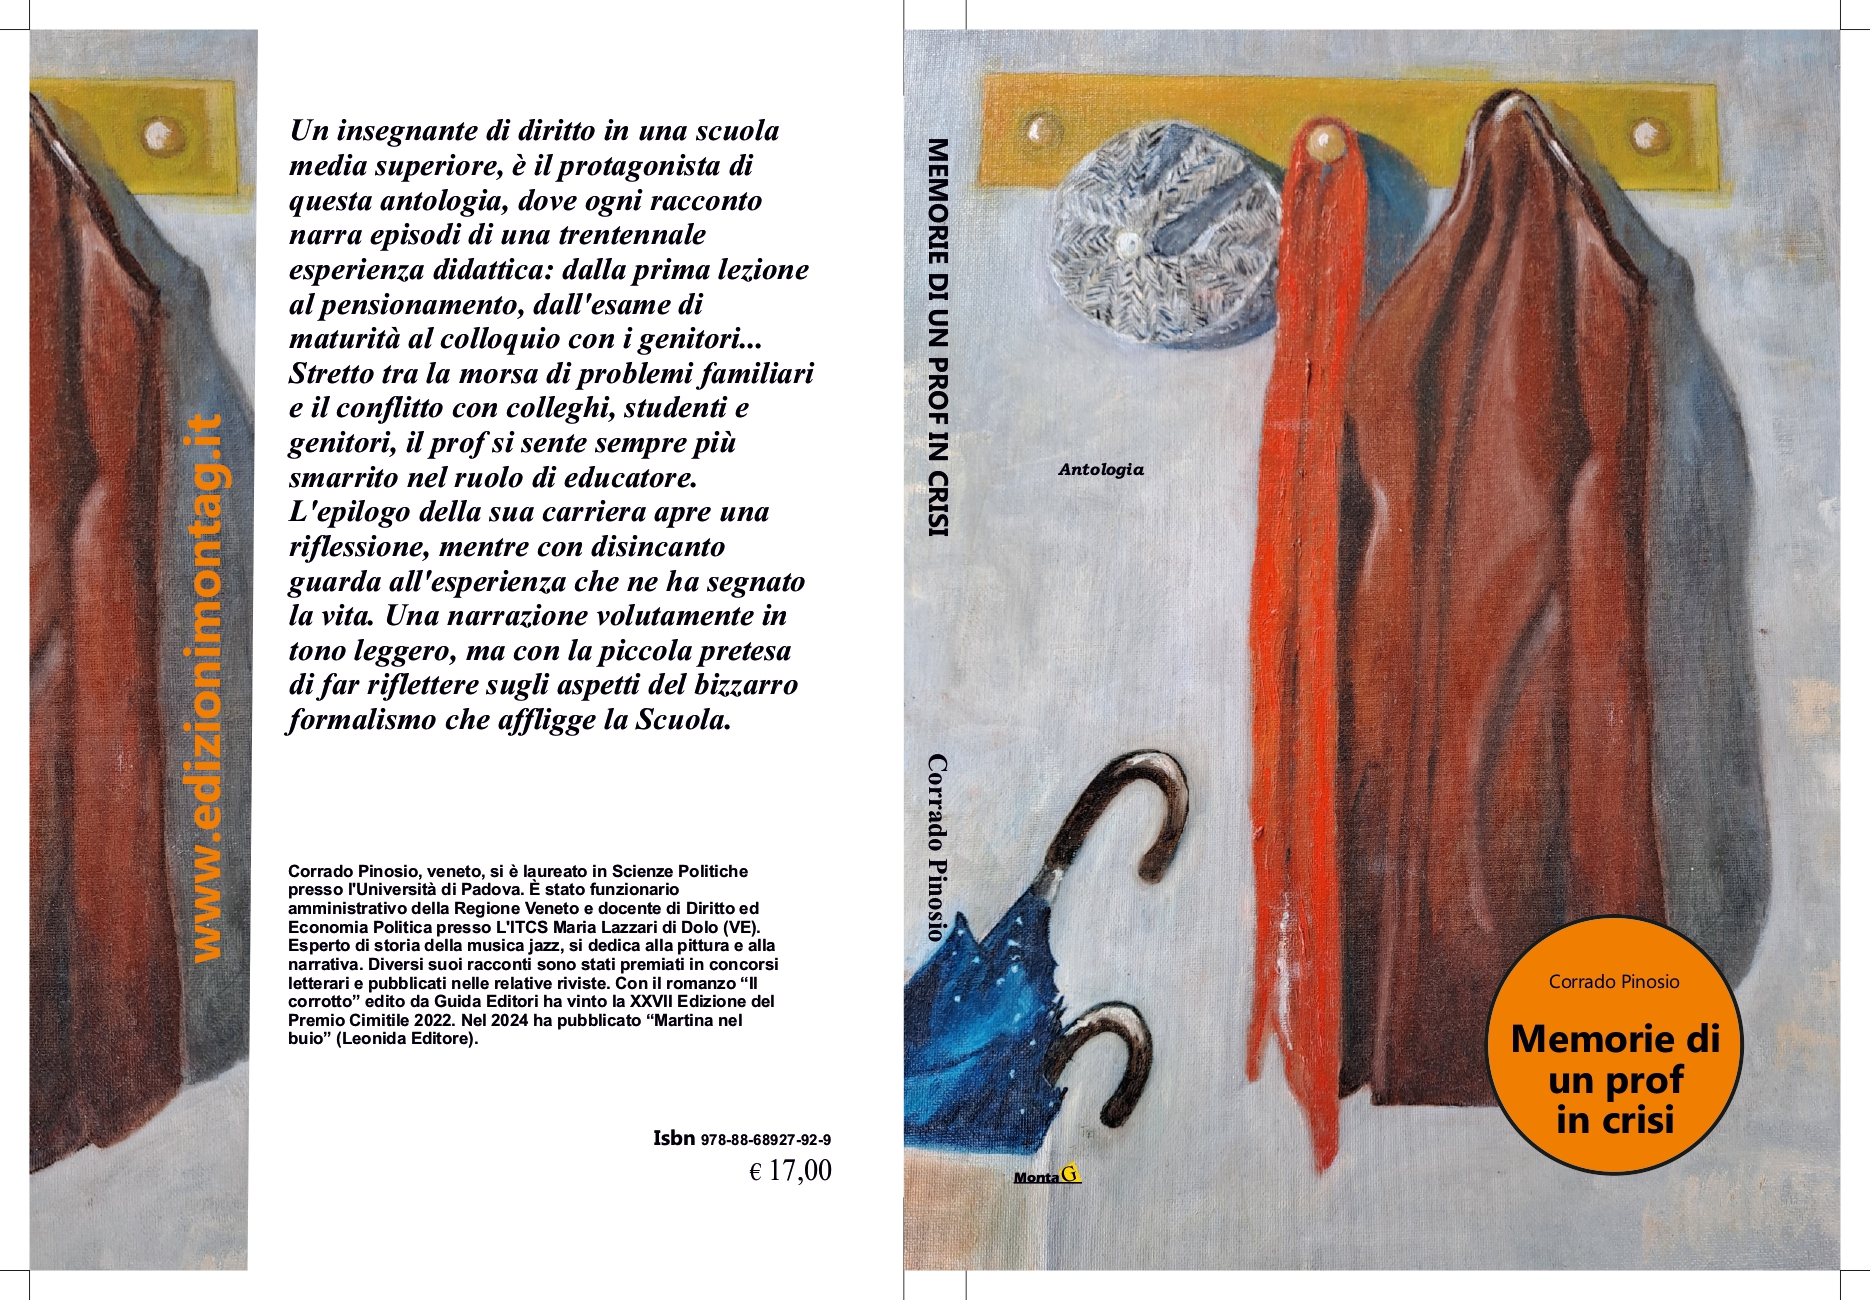 www.edizionimontag.it
Un insegnante di diritto in una scuola
media superiore, è il protagonista di
questa antologia, dove ogni racconto
narra episodi di una trentennale
esperienza didattica: dalla prima lezione
al pensionamento, dall'esame di
maturità al colloquio con i genitori...
Stretto tra la morsa di problemi familiari
e il conflitto con colleghi, studenti e
genitori, il prof si sente sempre più
smarrito nel ruolo di educatore.
L'epilogo della sua carriera apre una
riflessione, mentre con disincanto
guarda all'esperienza che ne ha segnato
la vita. Una narrazione volutamente in
tono leggero, ma con la piccola pretesa
di far riflettere sugli aspetti del bizzarro
formalismo che affligge la Scuola.
Corrado Pinosio, veneto, si è laureato in Scienze Politiche
presso l'Università di Padova. È stato funzionario
amministrativo della Regione Veneto e docente di Diritto ed
Economia Politica presso L'ITCS Maria Lazzari di Dolo (VE).
Esperto di storia della musica jazz, si dedica alla pittura e alla
narrativa. Diversi suoi racconti sono stati premiati in concorsi
letterari e pubblicati nelle relative riviste. Con il romanzo “Il
corrotto” edito da Guida Editori ha vinto la XXVII Edizione del
Premio Cimitile 2022. Nel 2024 ha pubblicato “Martina nel
buio” (Leonida Editore).
Isbn 978-88-68927-92-9
€ 17,00
MEMORIE DI UN PROF IN CRISI
Corrado Pinosio
Antologia
Corrado Pinosio
Memorie di
un prof
in crisi
MontaG